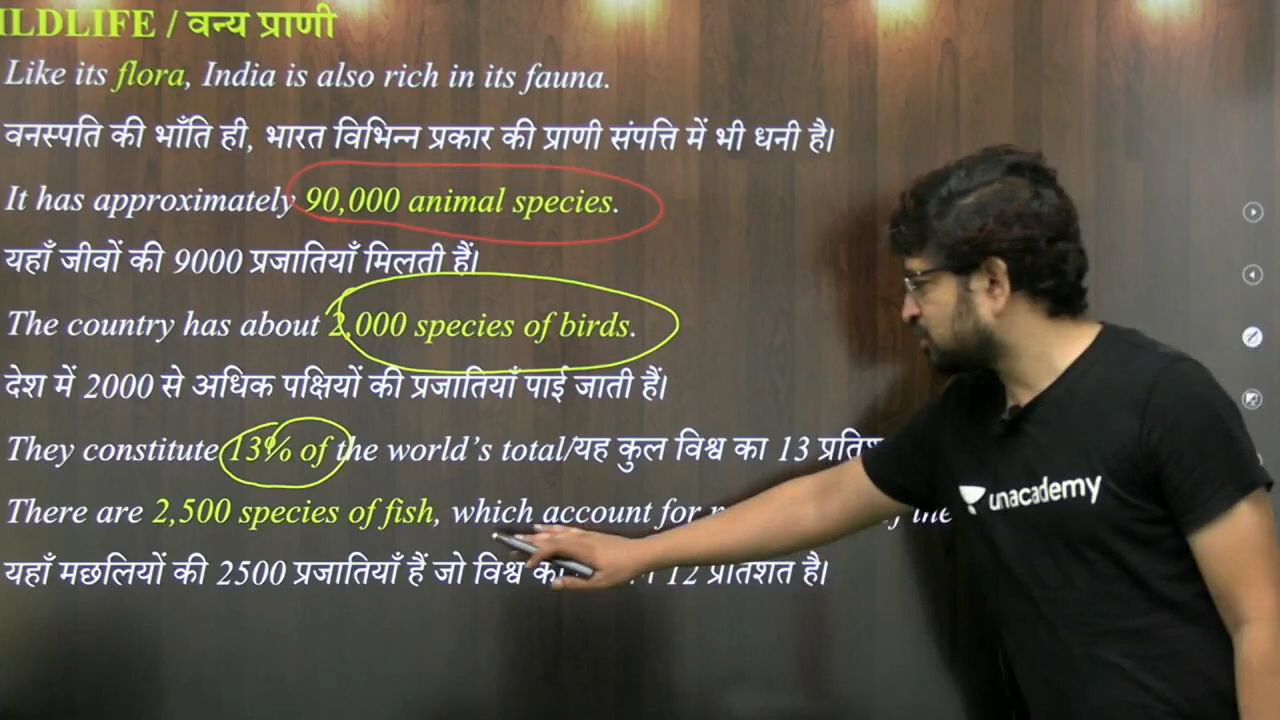 ILDLIFE / वन्य प्राणी
Like its flora, India is also rich in its fauna.
वनस्पति की भाँति ही, भारत विभिन्न प्रकार की प्राणी संपत्ति में भी धनी है।
It has approximately 90,000 animal species.
यहाँ जीवों की 9000 प्रजातियाँ मिलती हैं।
The country has about 2,000 species of birds.
देश में 2000 से अधिक पक्षियों की प्रजातियाँ पाई जाती हैं।
They constitute 13% of the world’s total/यह कुल विश्व का 13
There are 2,500 species of fish, which account for the
यहाँ मछलियों की 2500 प्रजातियाँ हैं जो विश्व 12 प्रतिशत है।
unacademy